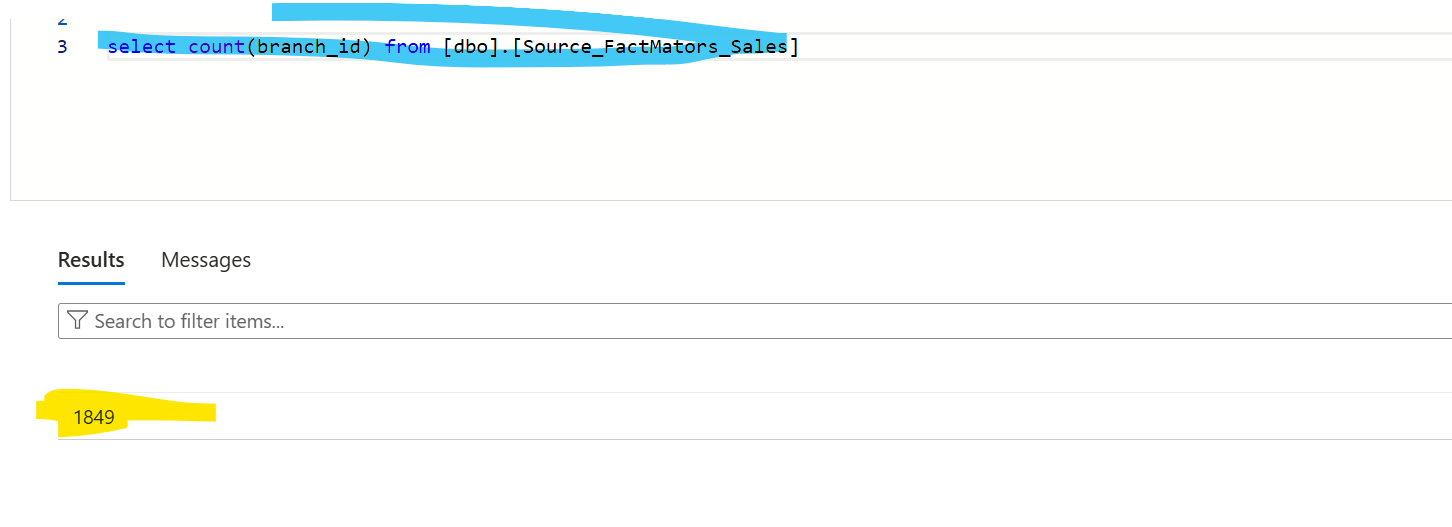 2
3 select count(branch_id) from [dbo].[Source_FactMators_Sales]
Results Messages
Search to filter items...
1849